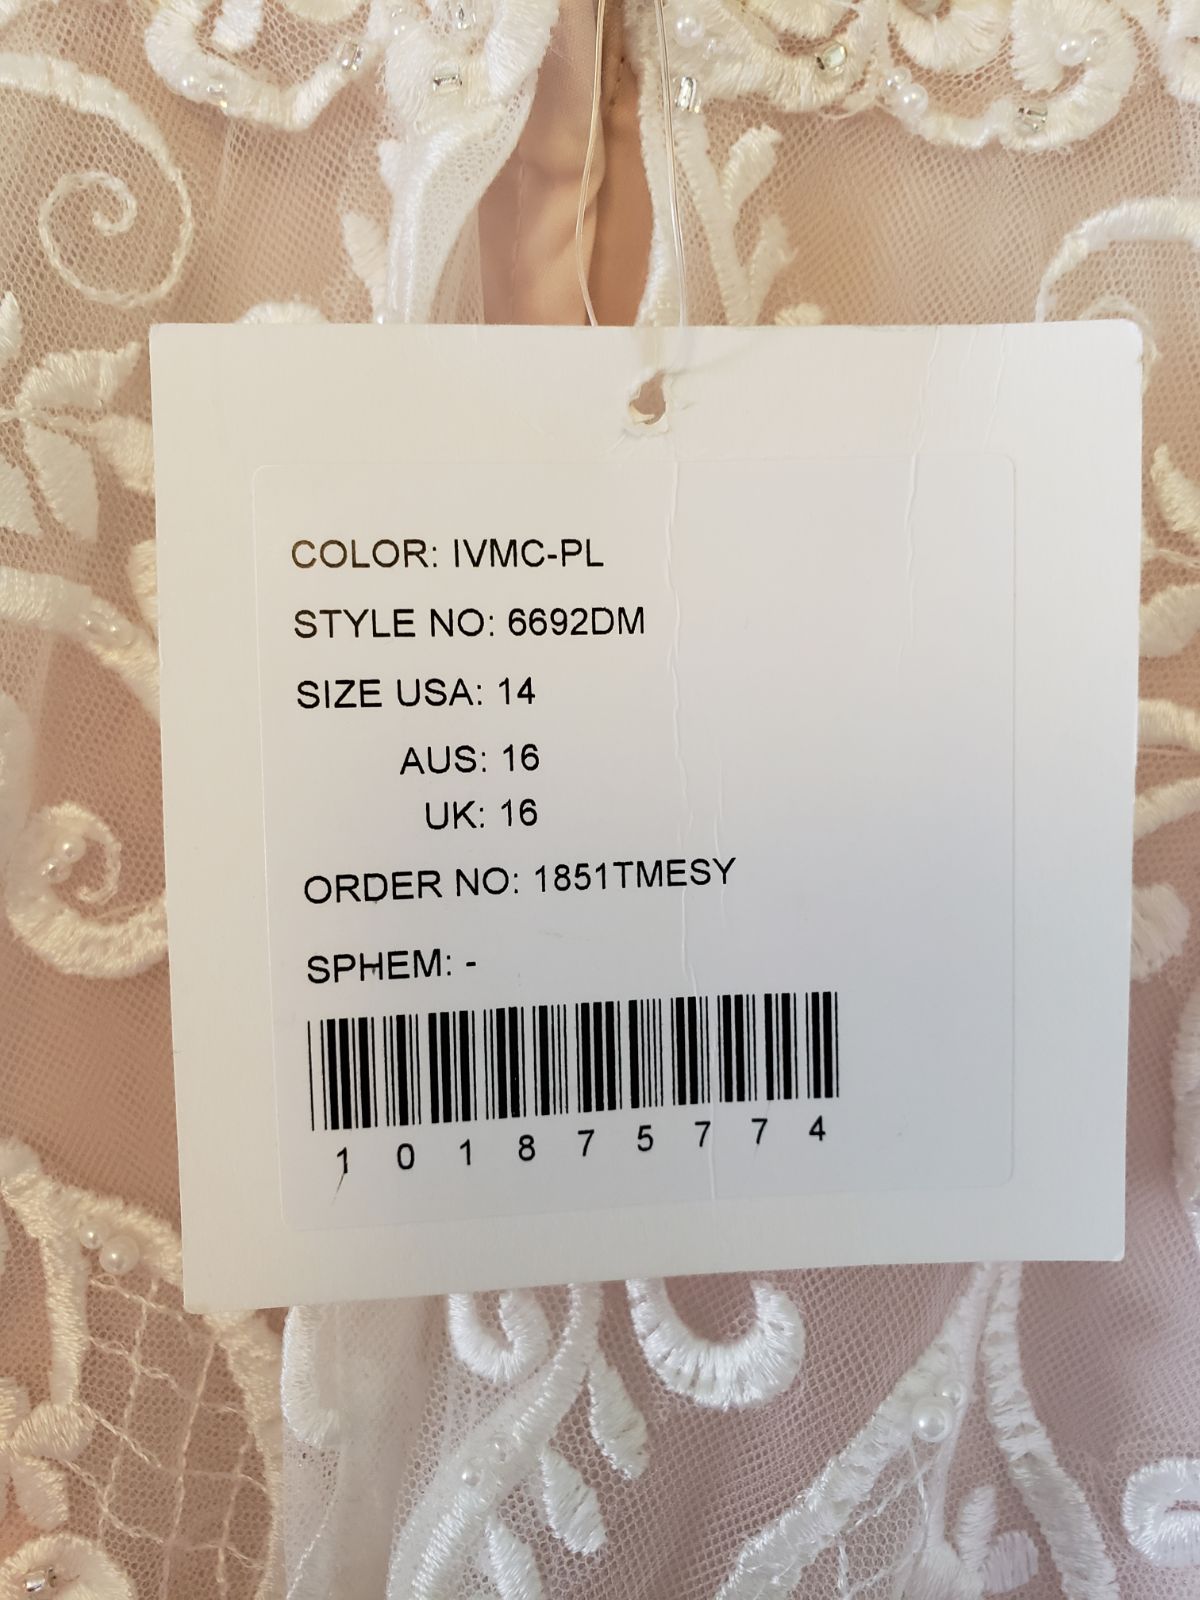 COLOR: IVMC-PL
STYLE NO: 6692DM
SIZE USA: 14
AUS: 16
UK: 16
ORDER NO: 1851TMESY
SPHEM: -
1 0 1 8 7 5 7 7 4